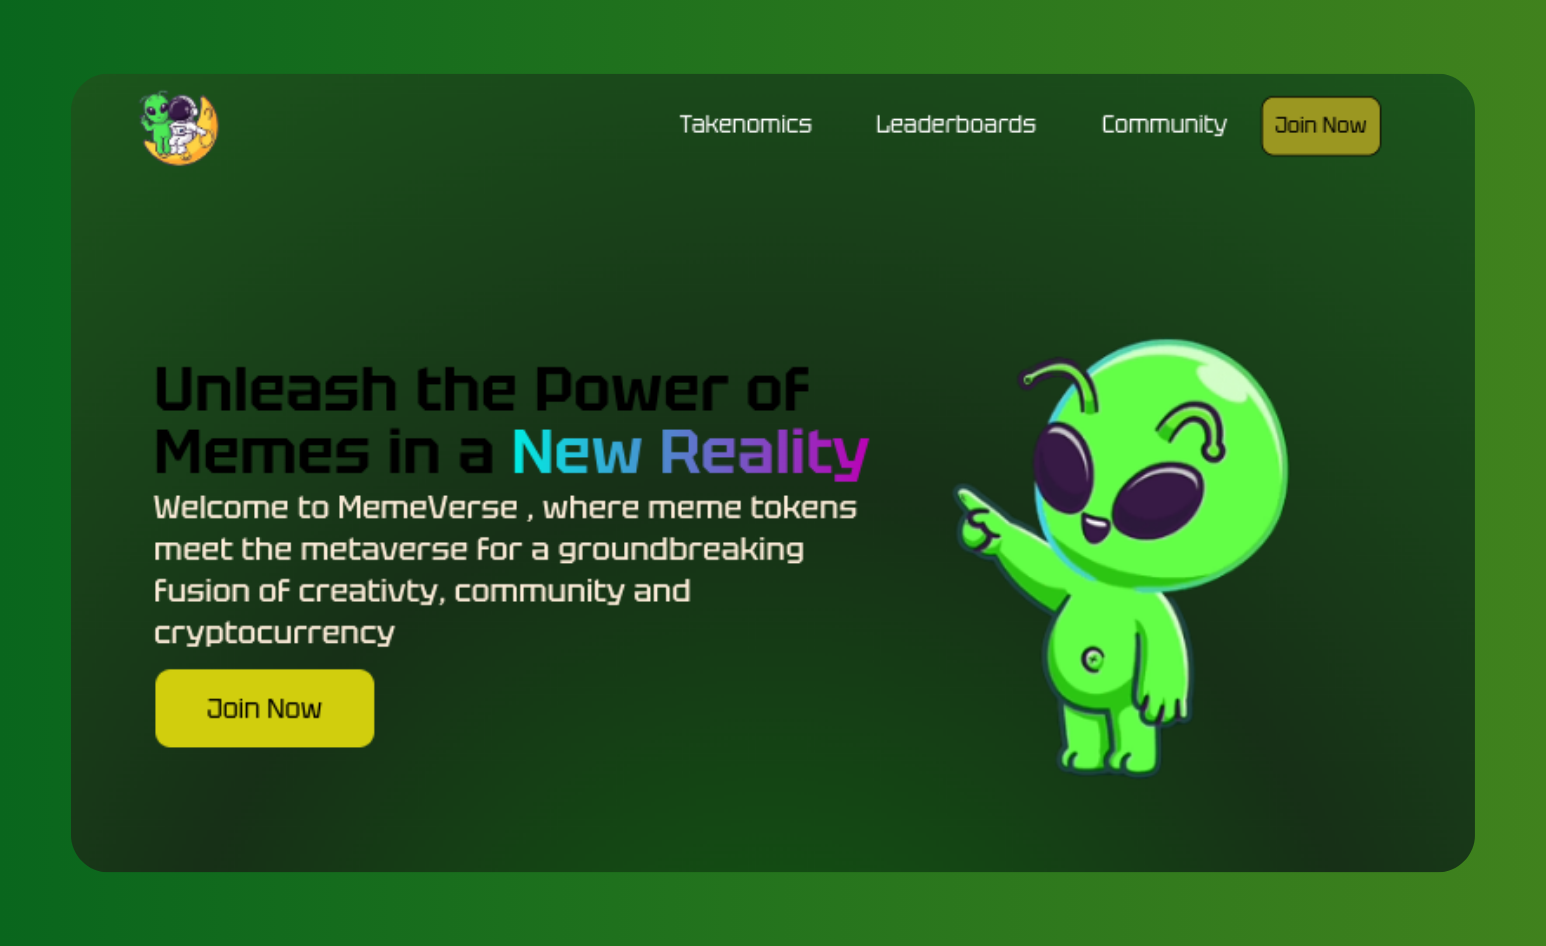 Takenomics
Leaderboards
Community
Join Now
Unleash the Power of
Memes in a New Reality
Welcome to MemeVerse , where meme tokens
meet the metaverse for a groundbreaking
fusion of creativty, community and
cryptocurrency
Join Now